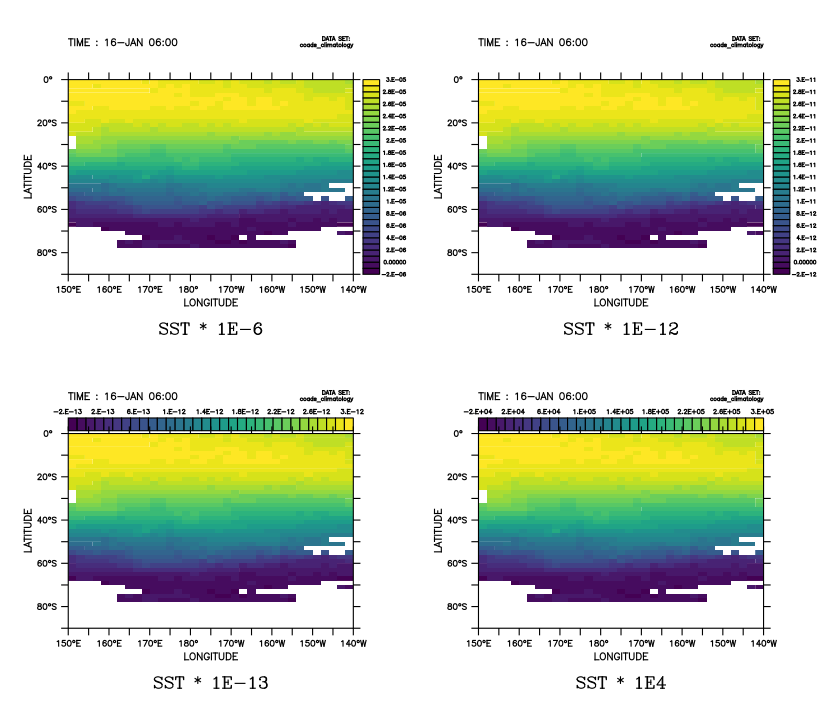 TIME : 16-JAN 06:00
DATA SET:
coads_climatology
0°
20°S
40°S
60°S
80°S
LATITUDE
150°E 160°E 170°E 180° 170°W 160°W 150°W 140°W
LONGITUDE
3.E-05
2.8E-05
2.6E-05
2.4E-05
2.2E-05
2.E-05
1.8E-05
1.6E-05
1.4E-05
1.2E-05
1.E-05
8.E-06
6.E-06
4.E-06
2.E-06
0.00000
-2.E-06
SST * 1E-6
TIME : 16-JAN 06:00
DATA SET:
coads_climatology
0°
20°S
40°S
60°S
80°S
LATITUDE
150°E 160°E 170°E 180° 170°W 160°W 150°W 140°W
LONGITUDE
3.E-11
2.8E-11
2.6E-11
2.4E-11
2.2E-11
2.E-11
1.8E-11
1.6E-11
1.4E-11
1.2E-11
1.E-11
8.E-12
6.E-12
4.E-12
2.E-12
0.00000
-2.E-12
SST * 1E-12
TIME : 16-JAN 06:00
DATA SET:
coads_climatology
-2.E-13 2.E-13 6.E-13 1.E-12 1.4E-12 1.8E-12 2.2E-12 2.6E-12 3.E-12
0°
20°S
40°S
60°S
80°S
LATITUDE
150°E 160°E 170°E 180° 170°W 160°W 150°W 140°W
LONGITUDE
SST * 1E-13
TIME : 16-JAN 06:00
DATA SET:
coads_climatology
-2.E+04 2.E+04 6.E+04 1.E+05 1.4E+05 1.8E+05 2.2E+05 2.6E+05 3.E+05
0°
20°S
40°S
60°S
80°S
LATITUDE
150°E 160°E 170°E 180° 170°W 160°W 150°W 140°W
LONGITUDE
SST * 1E4